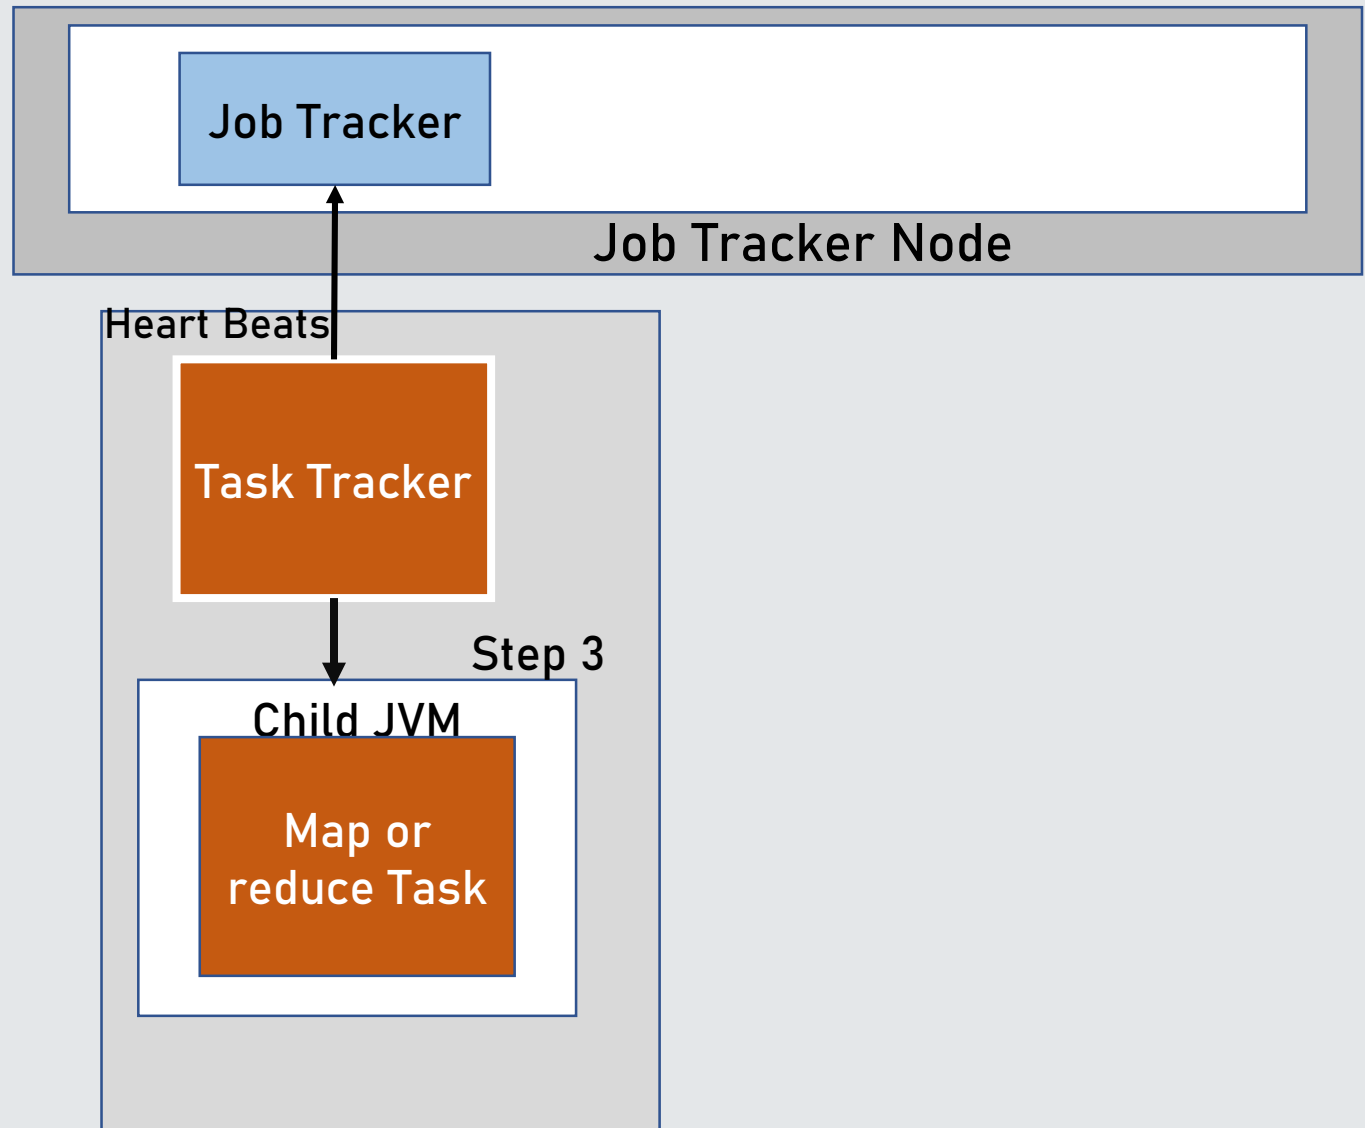 Job Tracker
Job Tracker Node
Heart Beats
Task Tracker
Step 3
Child JVM
Map or
reduce Task